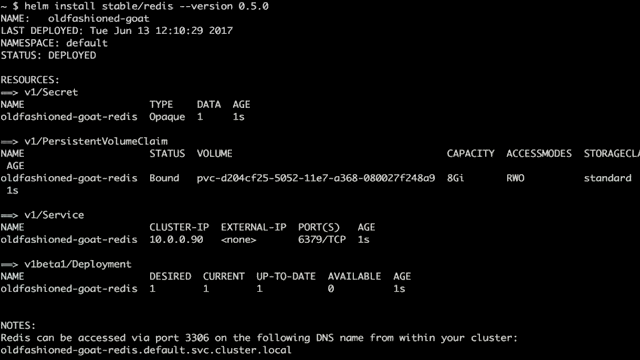 ~ $ helm install stable/redis --version 0.5.0
NAME:   oldfashioned-goat
LAST DEPLOYED: Tue Jun 13 12:10:29 2017
NAMESPACE: default
STATUS: DEPLOYED
RESOURCES:
==> v1/Secret
NAME                     TYPE    DATA  AGE
oldfashioned-goat-redis  Opaque  1     1s
==> v1/PersistentVolumeClaim
NAME                     STATUS  VOLUME                                    CAPACITY  ACCESSMODES  STORAGECLA
AGE
oldfashioned-goat-redis  Bound   pvc-d204cf25-5052-11e7-a368-080027f248a9  8Gi       RWO          standard
1s
==> v1/Service
NAME                     CLUSTER-IP  EXTERNAL-IP  PORT(S)   AGE
oldfashioned-goat-redis  10.0.0.90   <none>       6379/TCP  1s
==> v1beta1/Deployment
NAME                     DESIRED  CURRENT  UP-TO-DATE  AVAILABLE  AGE
oldfashioned-goat-redis  1        1        1           0          1s
NOTES:
Redis can be accessed via port 3306 on the following DNS name from within your cluster:
oldfashioned-goat-redis.default.svc.cluster.local